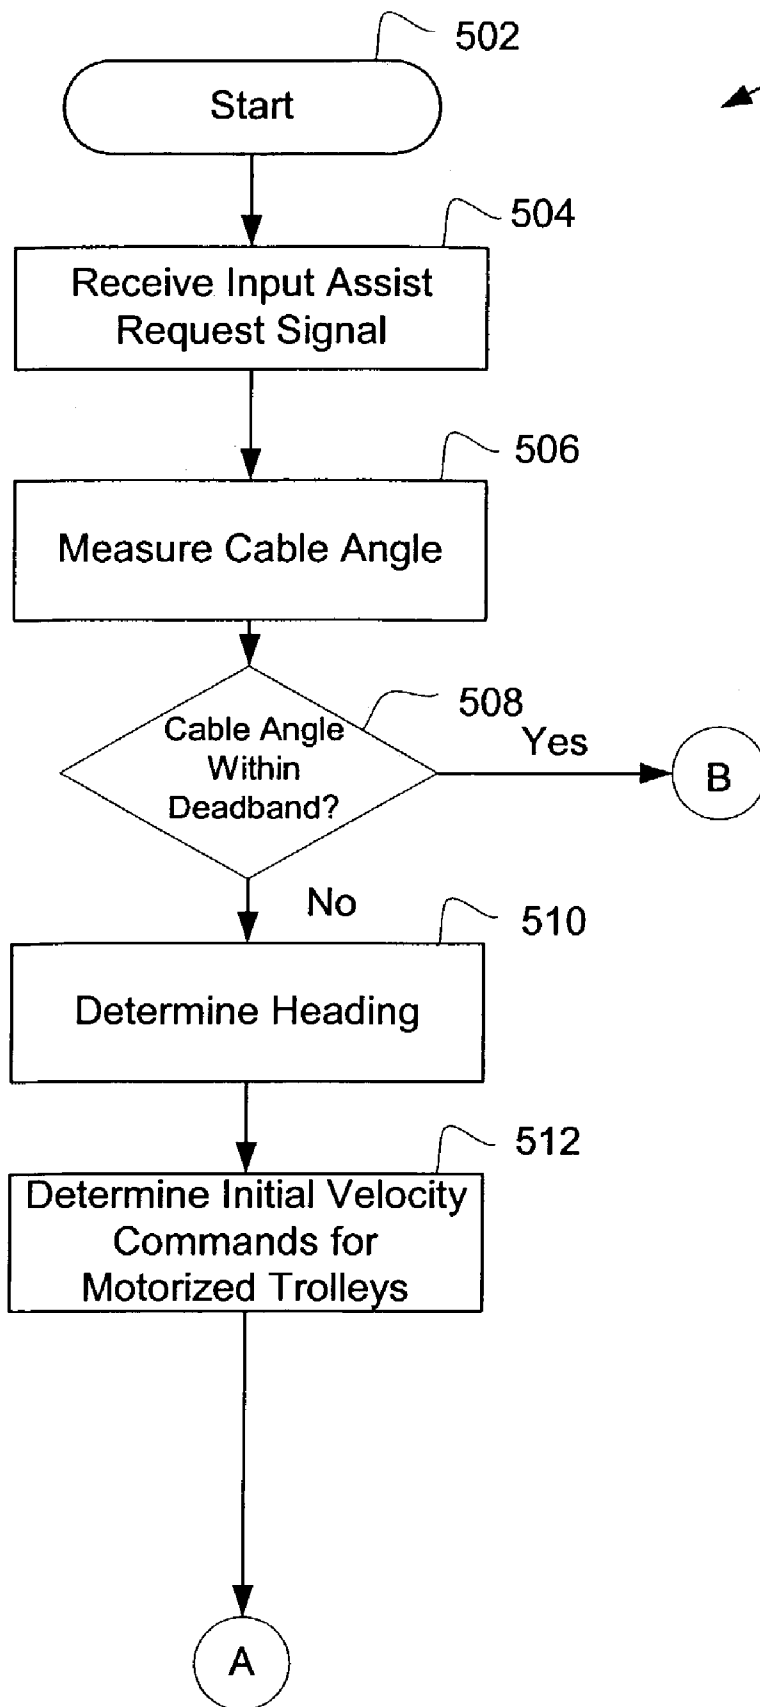 502
Start
504
Receive Input Assist
Request Signal
506
Measure Cable Angle
508
Cable Angle
Within
Deadband?
Yes
B
No
510
Determine Heading
512
Determine Initial Velocity
Commands for
Motorized Trolleys
A